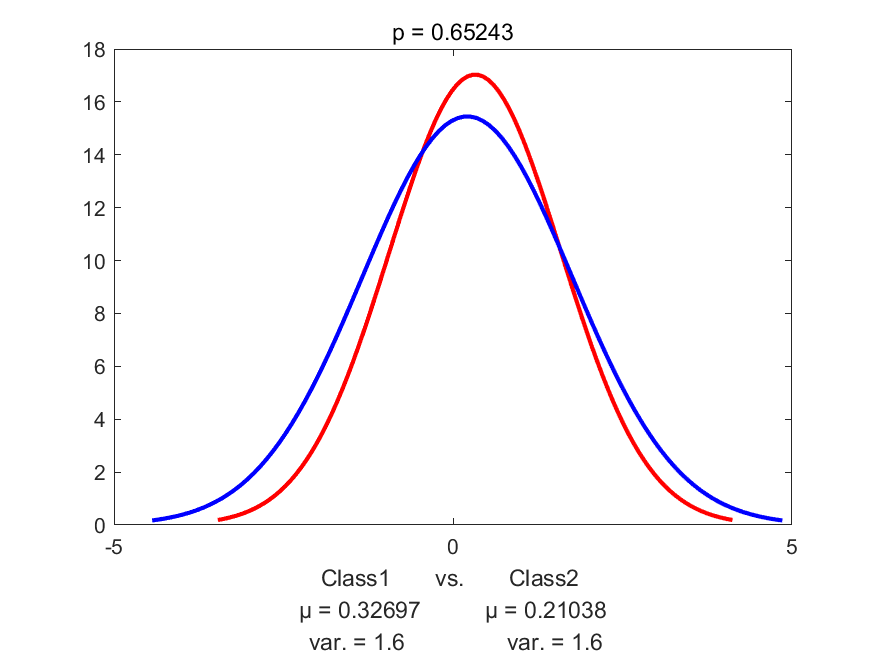 p = 0.65243
18
16
14
12
10
8
6
4
2
0
-5 0 5
Class1 vs. Class2
μ = 0.32697 μ = 0.21038
var. = 1.6 var. = 1.6